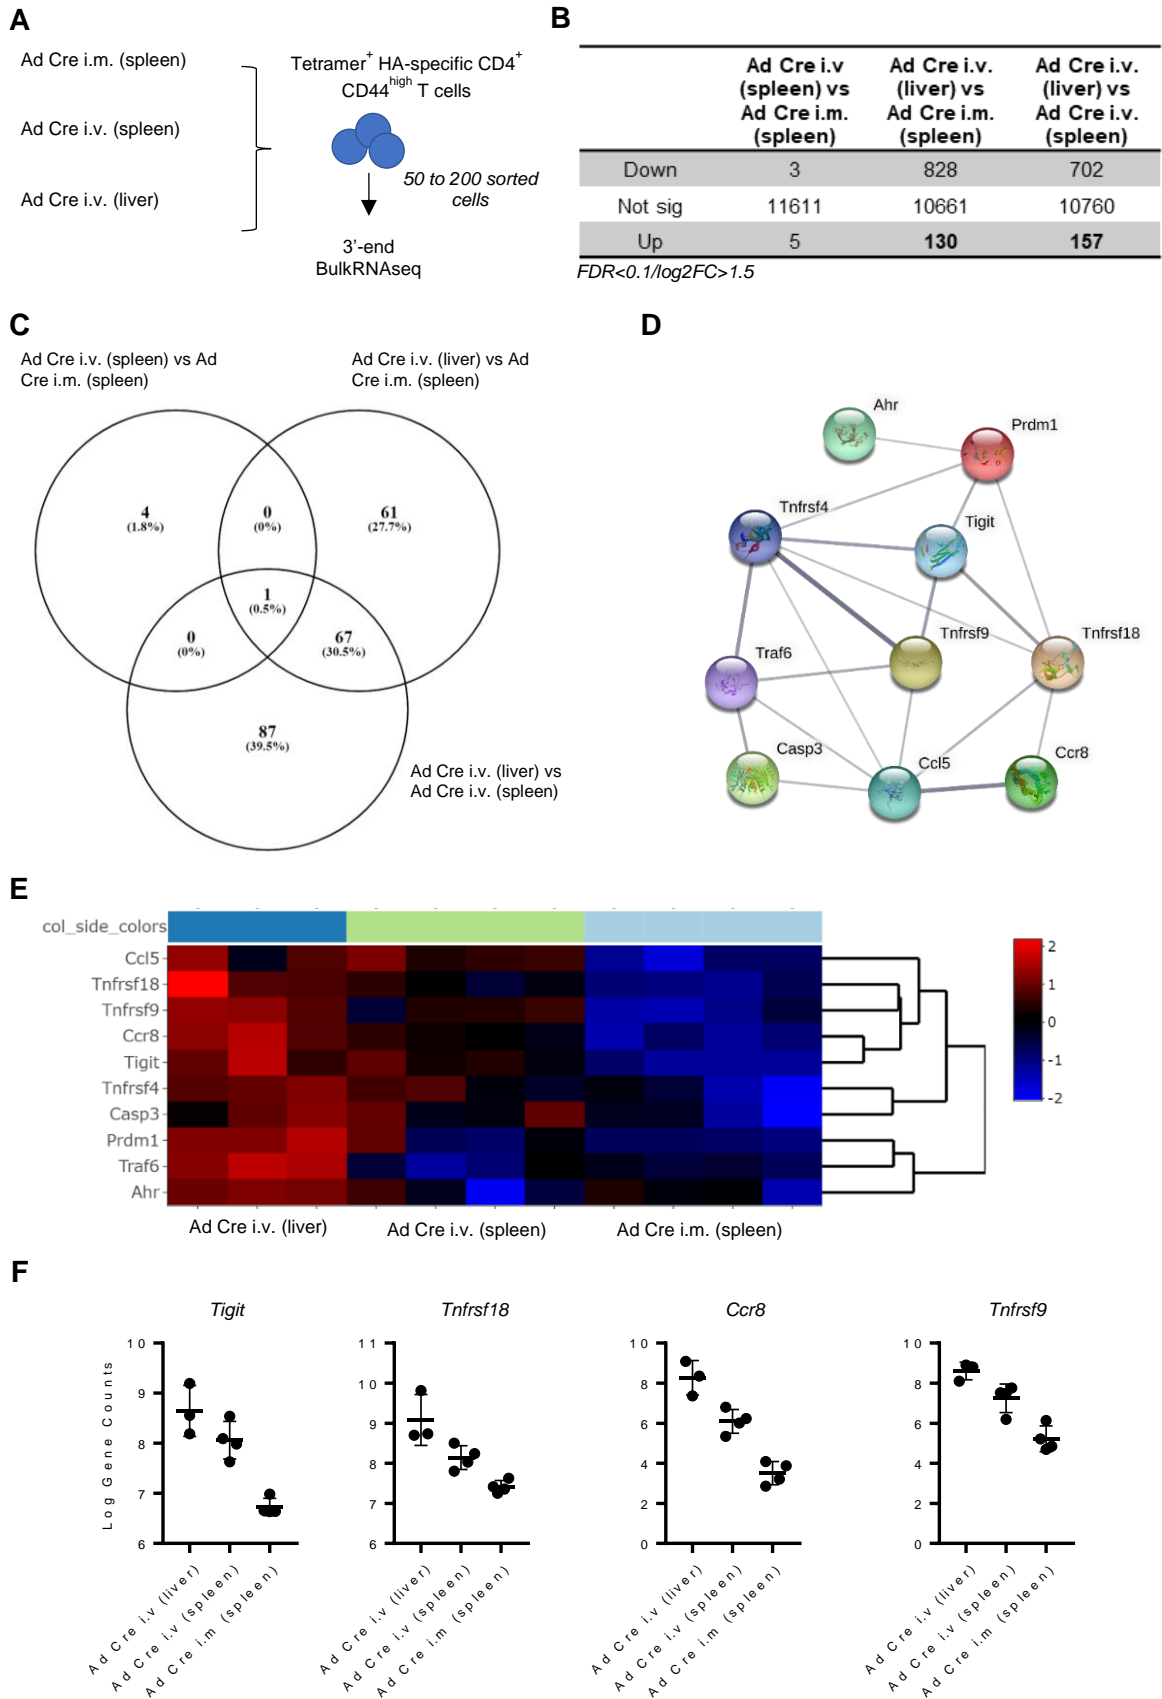 A
Ad Cre i.m. (spleen)
Ad Cre i.v. (spleen)
Ad Cre i.v. (liver)
Tetramer+ HA-specific CD4+
CD44high T cells
50 to 200 sorted
cells
3'-end
BulkRNAseq
B
Ad Cre i.v
(spleen) vs
Ad Cre i.m.
(spleen)
Ad Cre i.v.
(liver) vs
Ad Cre i.m.
(spleen)
Ad Cre i.v.
(liver) vs
Ad Cre i.v.
(spleen)
Down 3 828 702
Not sig 11611 10661 10760
Up 5 130 157
FDR<0.1/log2FC>1.5
C
Ad Cre i.v. (spleen) vs Ad
Cre i.m. (spleen)
Ad Cre i.v. (liver) vs Ad
Cre i.m. (spleen)
4
(1.8%)
0
(0%)
61
(27.7%)
1
(0.5%)
0
(0%)
67
(30.5%)
87
(39.5%)
Ad Cre i.v. (liver) vs
Ad Cre i.v. (spleen)
D
Ahr
Prdm1
Tnfrsf4
Tigit
Tnfrsf9
Tnfrsf18
Traf6
Casp3
Ccl5
Ccr8
E
col_side_colors
Ccl5
Tnfrsf18
Tnfrsf9
Ccr8
Tigit
Tnfrsf4
Casp3
Prdm1
Traf6
Ahr
2
1
0
-1
-2
Ad Cre i.v. (liver)
Ad Cre i.v. (spleen)
Ad Cre i.m. (spleen)
F
Tigit
Log Gene Counts
10
9
8
7
6
Ad Cre i.v (liver)
Ad Cre i.v (spleen)
Ad Cre i.m (spleen)
Tnfrsf18
11
10
9
8
7
6
Ad Cre i.v (liver)
Ad Cre i.v (spleen)
Ad Cre i.m (spleen)
Ccr8
10
8
6
4
2
0
Ad Cre i.v (liver)
Ad Cre i.v (spleen)
Ad Cre i.m (spleen)
Tnfrsf9
10
8
6
4
2
0
Ad Cre i.v (liver)
Ad Cre i.v (spleen)
Ad Cre i.m (spleen)